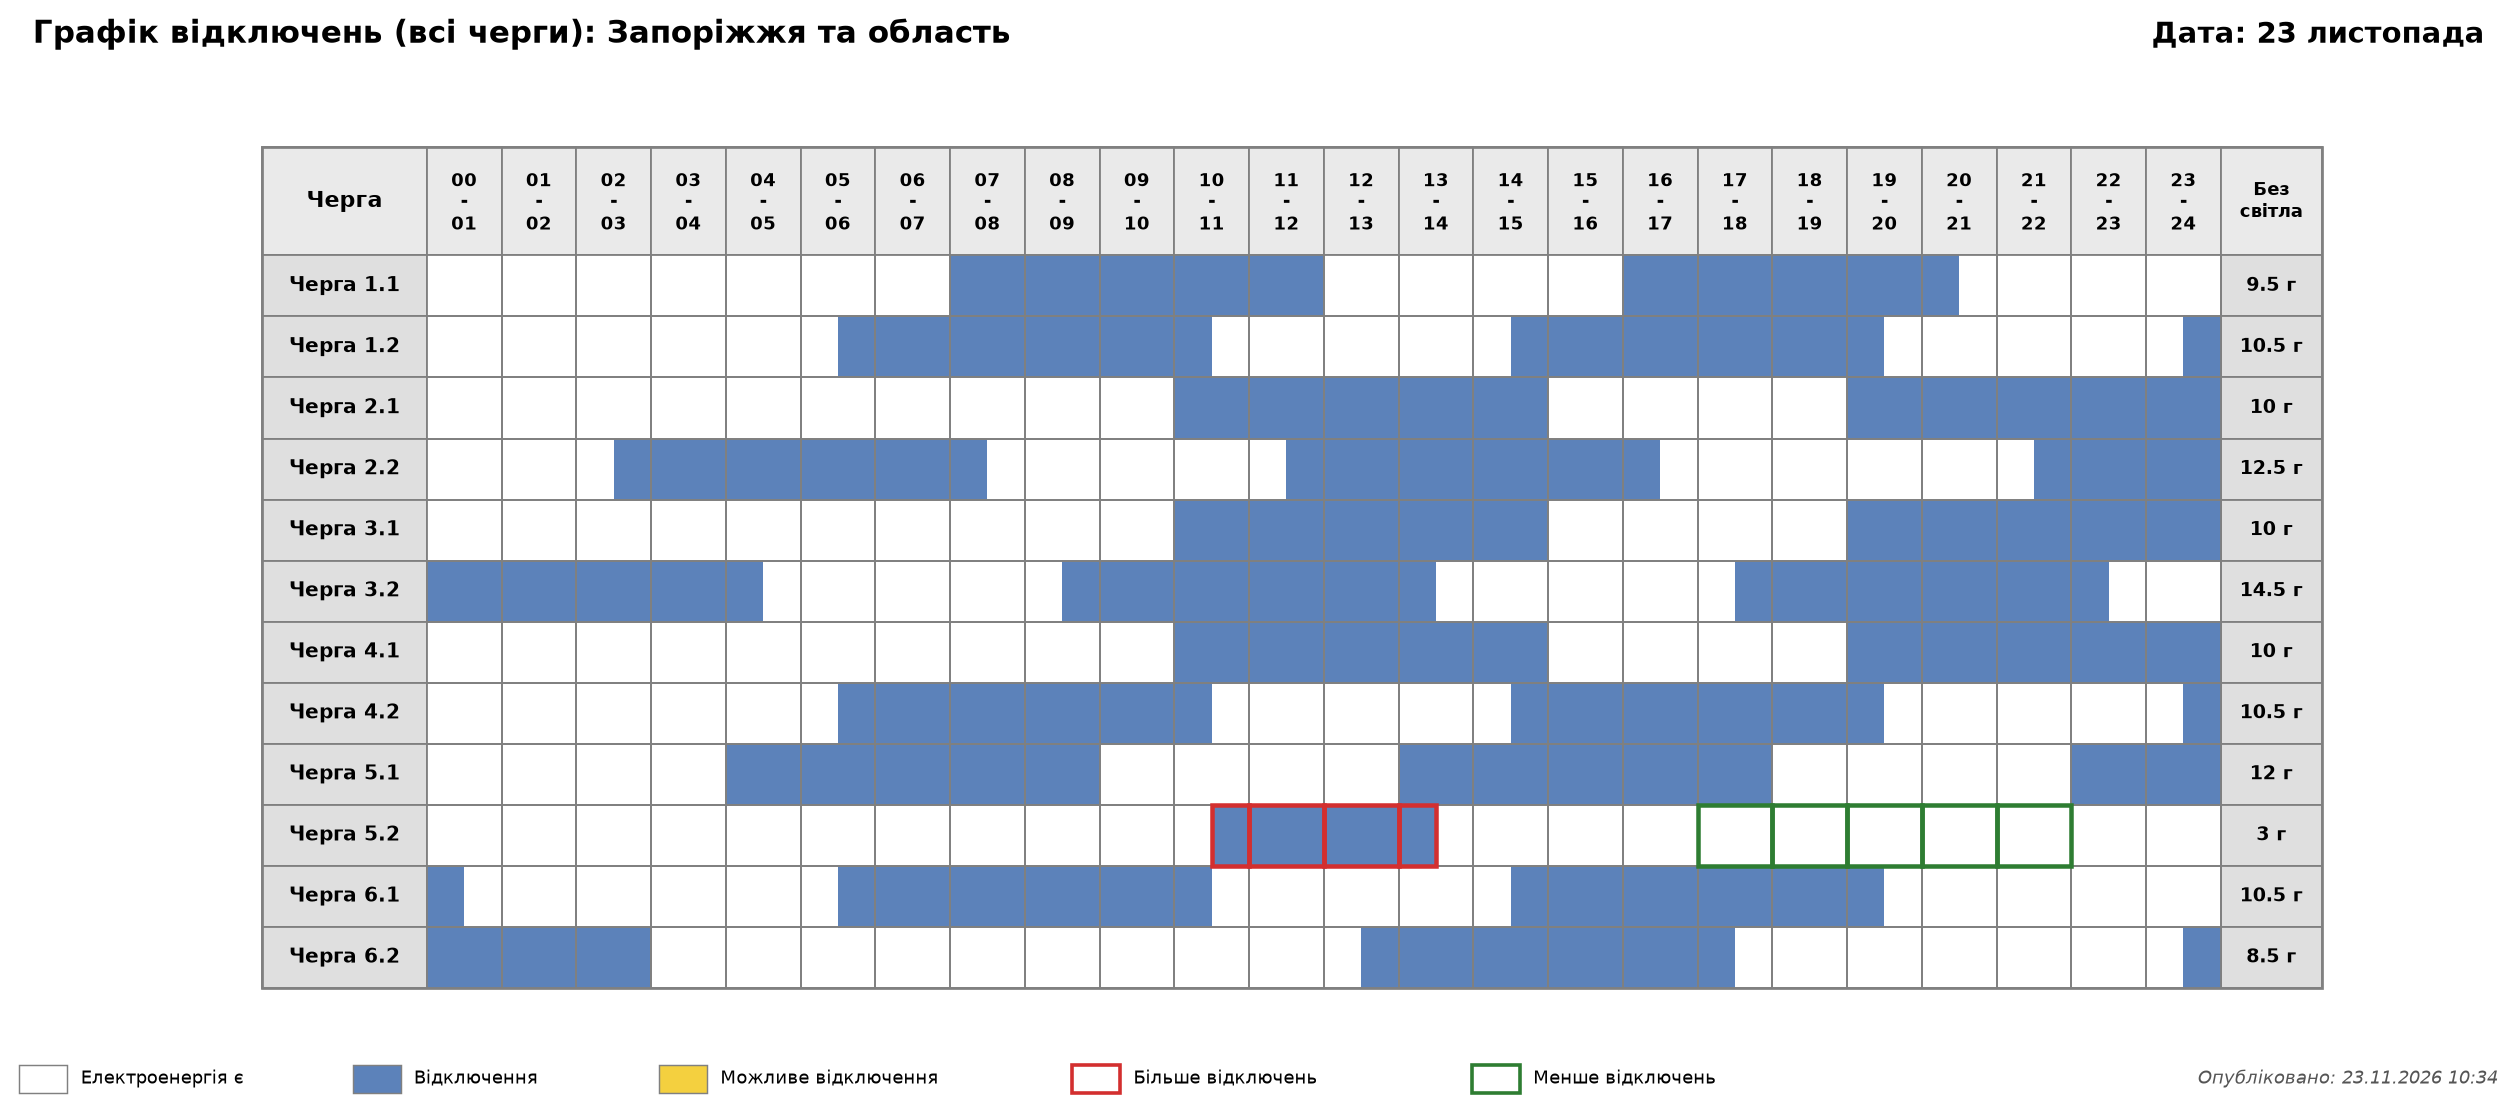 Графік відключень (всі черги): Запоріжжя та область
Дата: 23 листопада
Черга 00 - 01 01 - 02 02 - 03 03 - 04 04 - 05 05 - 06 06 - 07 07 - 08 08 - 09 09 - 10 10 - 11 11 - 12 12 - 13 13 - 14 14 - 15 15 - 16 16 - 17 17 - 18 18 - 19 19 - 20 20 - 21 21 - 22 22 - 23 23 - 24 Без світла
Черга 1.1 9.5 г
Черга 1.2 10.5 г
Черга 2.1 10 г
Черга 2.2 12.5 г
Черга 3.1 10 г
Черга 3.2 14.5 г
Черга 4.1 10 г
Черга 4.2 10.5 г
Черга 5.1 12 г
Черга 5.2 3 г
Черга 6.1 10.5 г
Черга 6.2 8.5 г
Електроенергія є
Відключення
Можливе відключення
Більше відключень
Менше відключень
Опубліковано: 23.11.2026 10:34